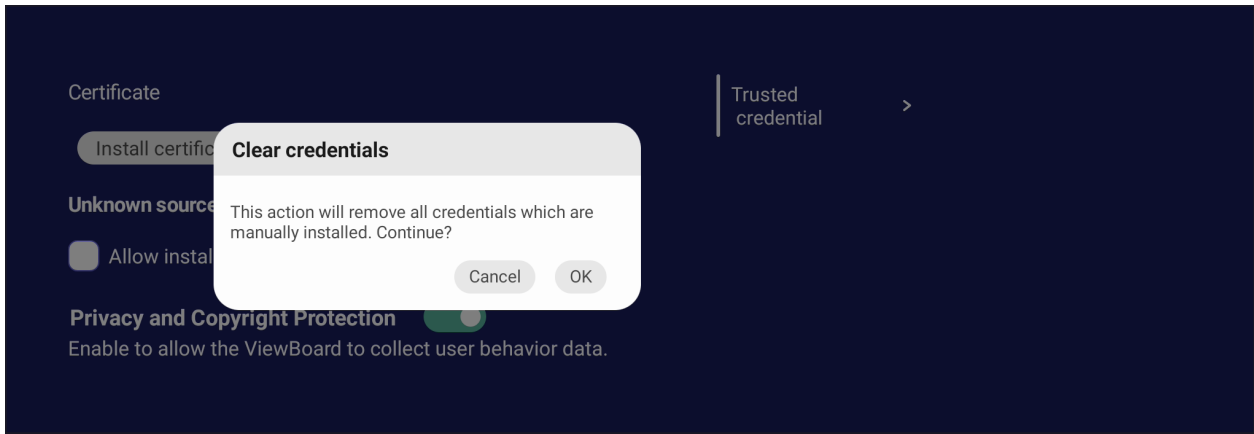 Certificate
Trusted
credential
Install certific
Clear credentials
Unknown source
This action will remove all credentials which are
manually installed. Continue?
Allow instal
Cancel
OK
Privacy and Copyright Protection
Enable to allow the ViewBoard to collect user behavior data.